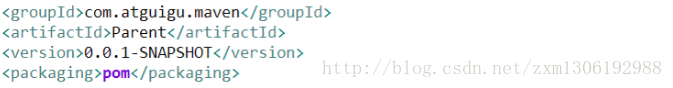 <groupId>com.atguigu.maven</groupId>
<artifactId>Parent</artifactId>
<version>0.0.1-SNAPSHOT</version>
<packaging>pom</packaging>
http://blog.csdn.net/zxm1306192988